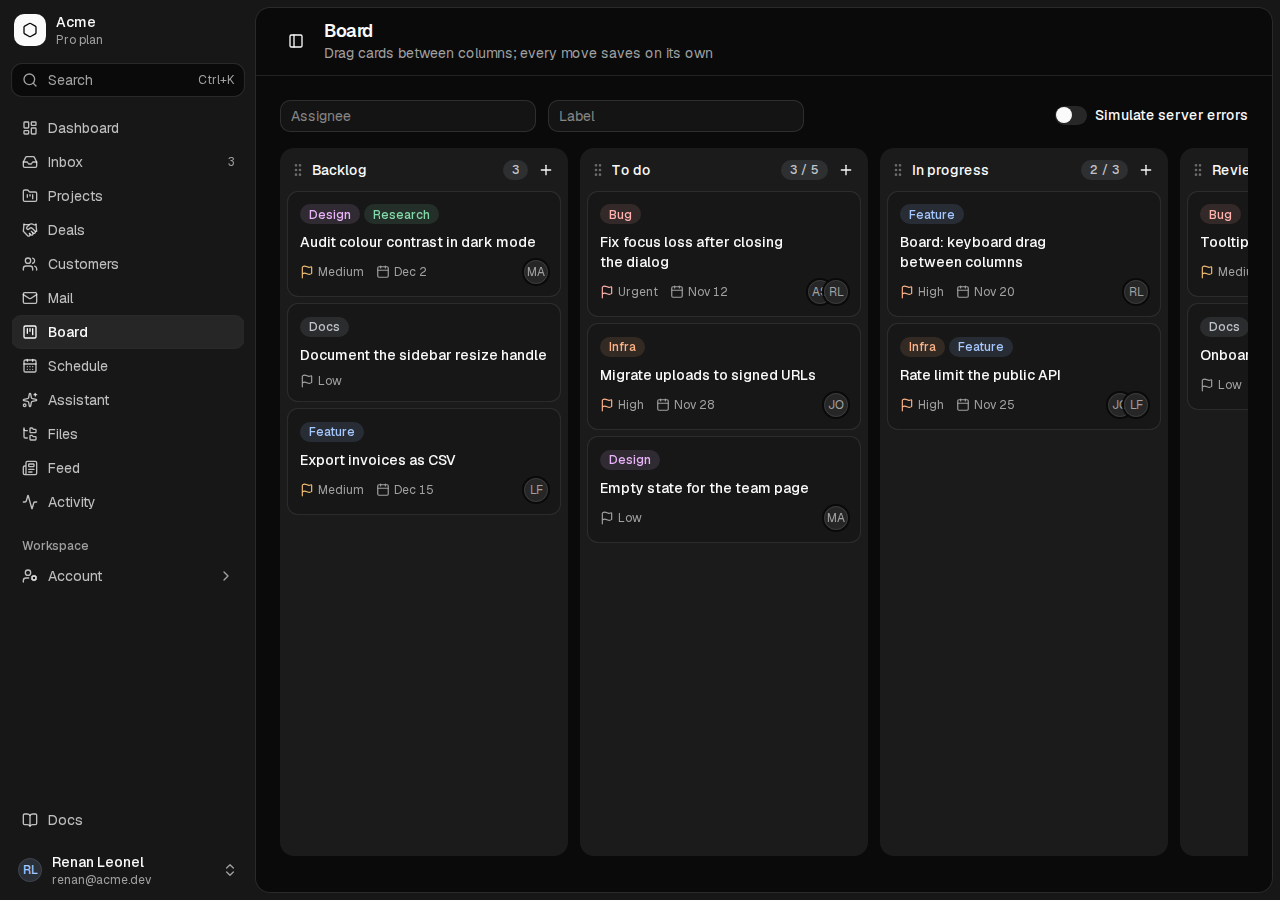 Acme
Pro plan
Search Ctrl+K
Dashboard
Inbox 3
Projects
Deals
Customers
Mail
Board
Schedule
Assistant
Files
Feed
Activity
Workspace
Account
Docs
RL
Renan Leonel
renan@acme.dev
Board
Drag cards between columns; every move saves on its own
Assignee
Label
Simulate server errors
Backlog 3
Design Research
Audit colour contrast in dark mode
Medium Dec 2 MA
Docs
Document the sidebar resize handle
Low
Feature
Export invoices as CSV
Medium Dec 15 LF
To do 3 / 5
Bug
Fix focus loss after closing
the dialog
Urgent Nov 12 RL
Infra
Migrate uploads to signed URLs
High Nov 28 JO
Design
Empty state for the team page
Low MA
In progress 2 / 3
Feature
Board: keyboard drag
between columns
High Nov 20 RL
Infra Feature
Rate limit the public API
High Nov 25 LF
Bug
Docs
Low